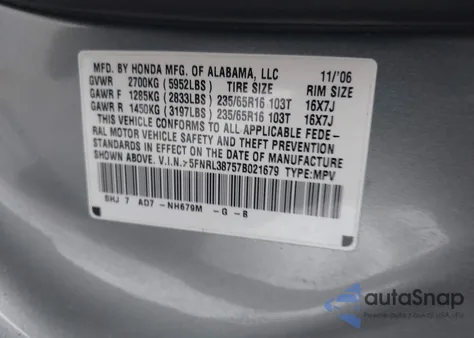 MFD. BY HONDA MFG. OF ALABAMA, LLC 11/'06
GVWR 2700KG (5952LBS) TIRE SIZE RIM SIZE
GAWR F 1285KG (2833LBS) 235/65R16 103T 16X7J
GAWR R 1450KG (3197LBS) 235/65R16 103T 16X7J
THIS VEHICLE CONFORMS TO ALL APPLICABLE FEDE-
RAL MOTOR VEHICLE SAFETY AND THEFT PREVENTION
STANDARDS IN EFFECT ON THE DATE OF MANUFACTURE
SHOWN ABOVE. V.I.N.>5FNRL38757B021679 TYPE:MPV
SHJ 7 AO7 -NH679M -G -B
autoSnap